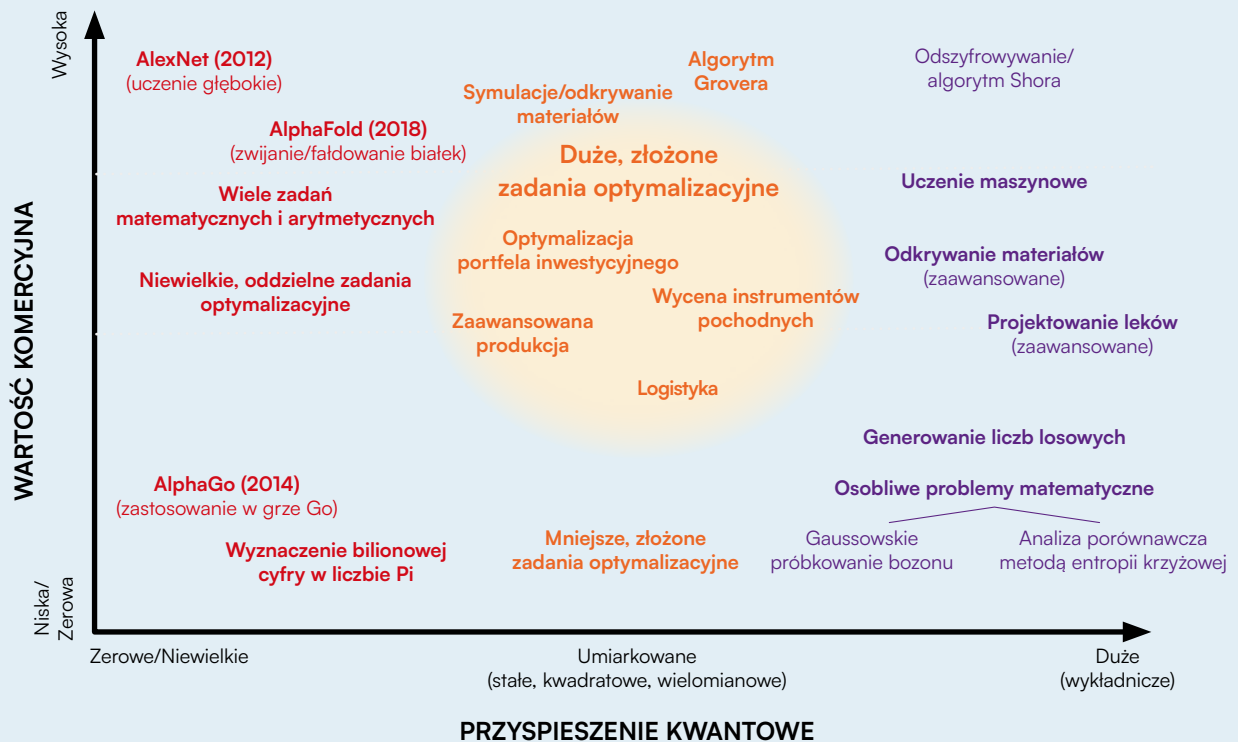 WARTOŚĆ KOMERCYJNA
Wysoka
Niska/
Zerowa
AlexNet (2012)
(uczenie głębokie)
AlphaFold (2018)
(zwijanie/fałdowanie białek)
Wiele zadań
matematycznych i arytmetycznych
Niewielkie, oddzielne zadania
optymalizacyjne
AlphaGo (2014)
(zastosowanie w grze Go)
Wyznaczenie bilionowej
cyfry w liczbie Pi
Symulacje/odkrywanie
materiałów
Algorytm
Grovera
Duże, złożone
zadania optymalizacyjne
Optymalizacja
portfela inwestycyjnego
Wycena instrumentów
pochodnych
Zaawansowana
produkcja
Logistyka
Mniejsze, złożone
zadania optymalizacyjne
Odszyfrowywanie/
algorytm Shora
Uczenie maszynowe
Odkrywanie materiałów
(zaawansowane)
Projektowanie leków
(zaawansowane)
Generowanie liczb losowych
Osobliwe problemy matematyczne
Gaussowskie
próbkowanie bozonu
Analiza porównawcza
metodą entropii krzyżowej
Zerowe/Niewielkie
Umiarkowane
(stałe, kwadratowe, wielomianowe)
Duże
(wykładnicze)
PRZYSPIESZENIE KWANTOWE